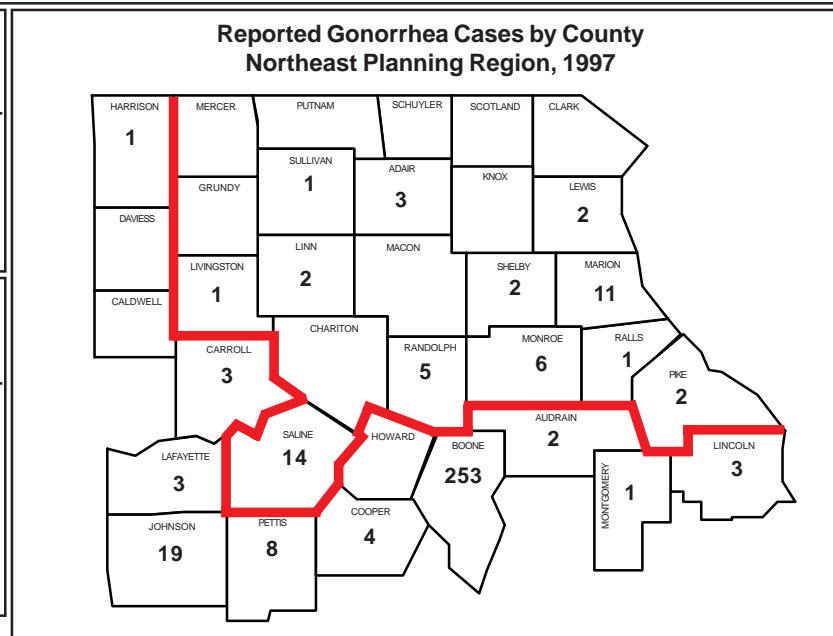 Reported Gonorrhea Cases by County
Northeast Planning Region, 1997
HARRISON
1
MERCER
PUTNAM
SCHUYLER
SCOTLAND
CLARK
SULLIVAN
1
ADAIR
3
KNOX
GRUNDY
LEWIS
2
DAVIESS
LINN
2
MACON
LIVINGSTON
1
SHELBY
2
MARION
11
CALDWELL
CHARITON
CARROLL
3
RANDOLPH
5
MONROE
6
RALLS
1
PIKE
2
SALINE
14
HOWARD
BOONE
253
AUDRAIN
2
LINCOLN
3
LAFAYETTE
3
MONTGOMERY
1
COOPER
4
JOHNSON
19
PETTIS
8